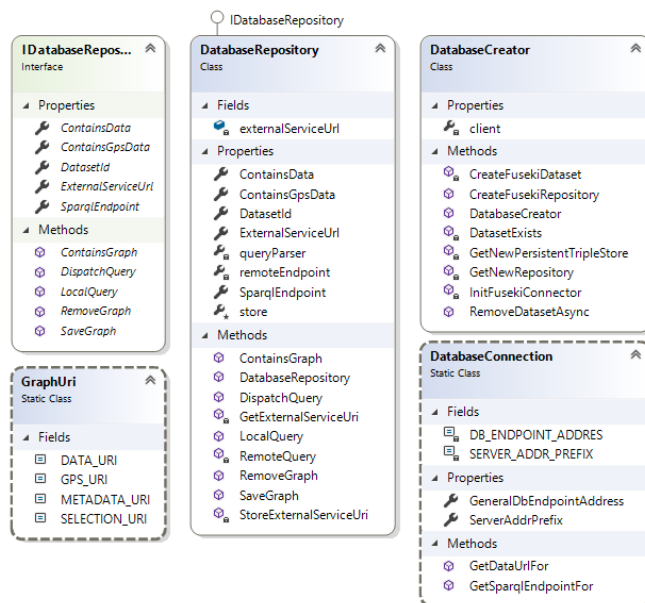 IDatabaseRepository
IDatabaseRepos...
Interface
Properties
ContainsData
ContainsGpsData
DatasetId
ExternalServiceUrl
SparqlEndpoint
Methods
ContainsGraph
DispatchQuery
LocalQuery
RemoveGraph
SaveGraph
GraphUri
Static Class
Fields
DATA_URI
GPS_URI
METADATA_URI
SELECTION_URI
DatabaseRepository
Class
Fields
externalServiceUrl
Properties
ContainsData
ContainsGpsData
DatasetId
ExternalServiceUrl
queryParser
remoteEndpoint
SparqlEndpoint
store
Methods
ContainsGraph
DatabaseRepository
DispatchQuery
GetExternalServiceUri
LocalQuery
RemoteQuery
RemoveGraph
SaveGraph
StoreExternalServiceUri
DatabaseCreator
Class
Properties
client
Methods
CreateFusekiDataset
CreateFusekiRepository
DatabaseCreator
DatasetExists
GetNewPersistentTripleStore
GetNewRepository
InitFusekiConnector
RemoveDatasetAsync
DatabaseConnection
Static Class
Fields
DB_ENDPOINT_ADDRES
SERVER_ADDR_PREFIX
Properties
GeneralDbEndpointAddress
ServerAddrPrefix
Methods
GetDataUrlFor
GetSparqlEndpointFor